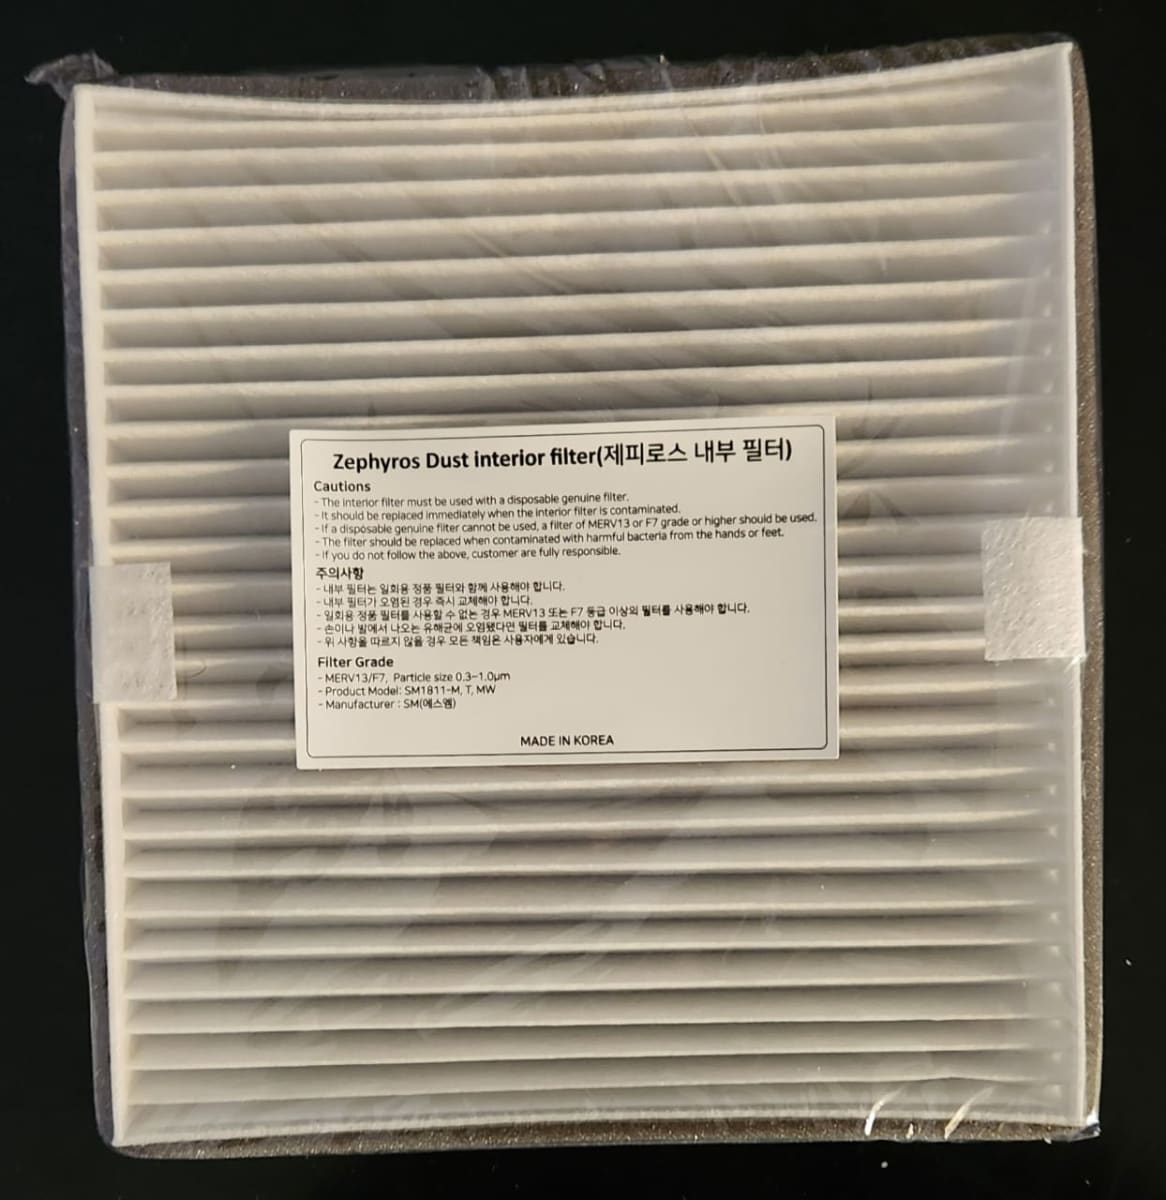 Zephyros Dust interior filter(제피로스 내부 필터)
Cautions
- The interior filter must be used with a disposable genuine filter.
- It should be replaced immediately when the interior filter is contaminated.
- If a disposable genuine filter cannot be used, a filter of MERV13 or F7 grade or higher should be used.
- The filter should be replaced when contaminated with harmful bacteria from the hands or feet.
- If you do not follow the above, customer are fully responsible.
주의사항
- 내부 필터는 일회용 정품 필터와 함께 사용해야 합니다.
- 내부 필터가 오염된 경우 즉시 교체해야 합니다.
- 일회용 정품 필터를 사용할 수 없는 경우 MERV13 또는 F7 등급 이상의 필터를 사용해야 합니다.
- 손이나 발에서 나오는 유해균에 오염됐다면 필터를 교체해야 합니다.
- 위 사항을 따르지 않을 경우 모든 책임은 사용자에게 있습니다.
Filter Grade
- MERV13/F7, Particle size 0.3~1.0μm
- Product Model: SM1811-M, T, MW
- Manufacturer : SM(에스엠)
MADE IN KOREA